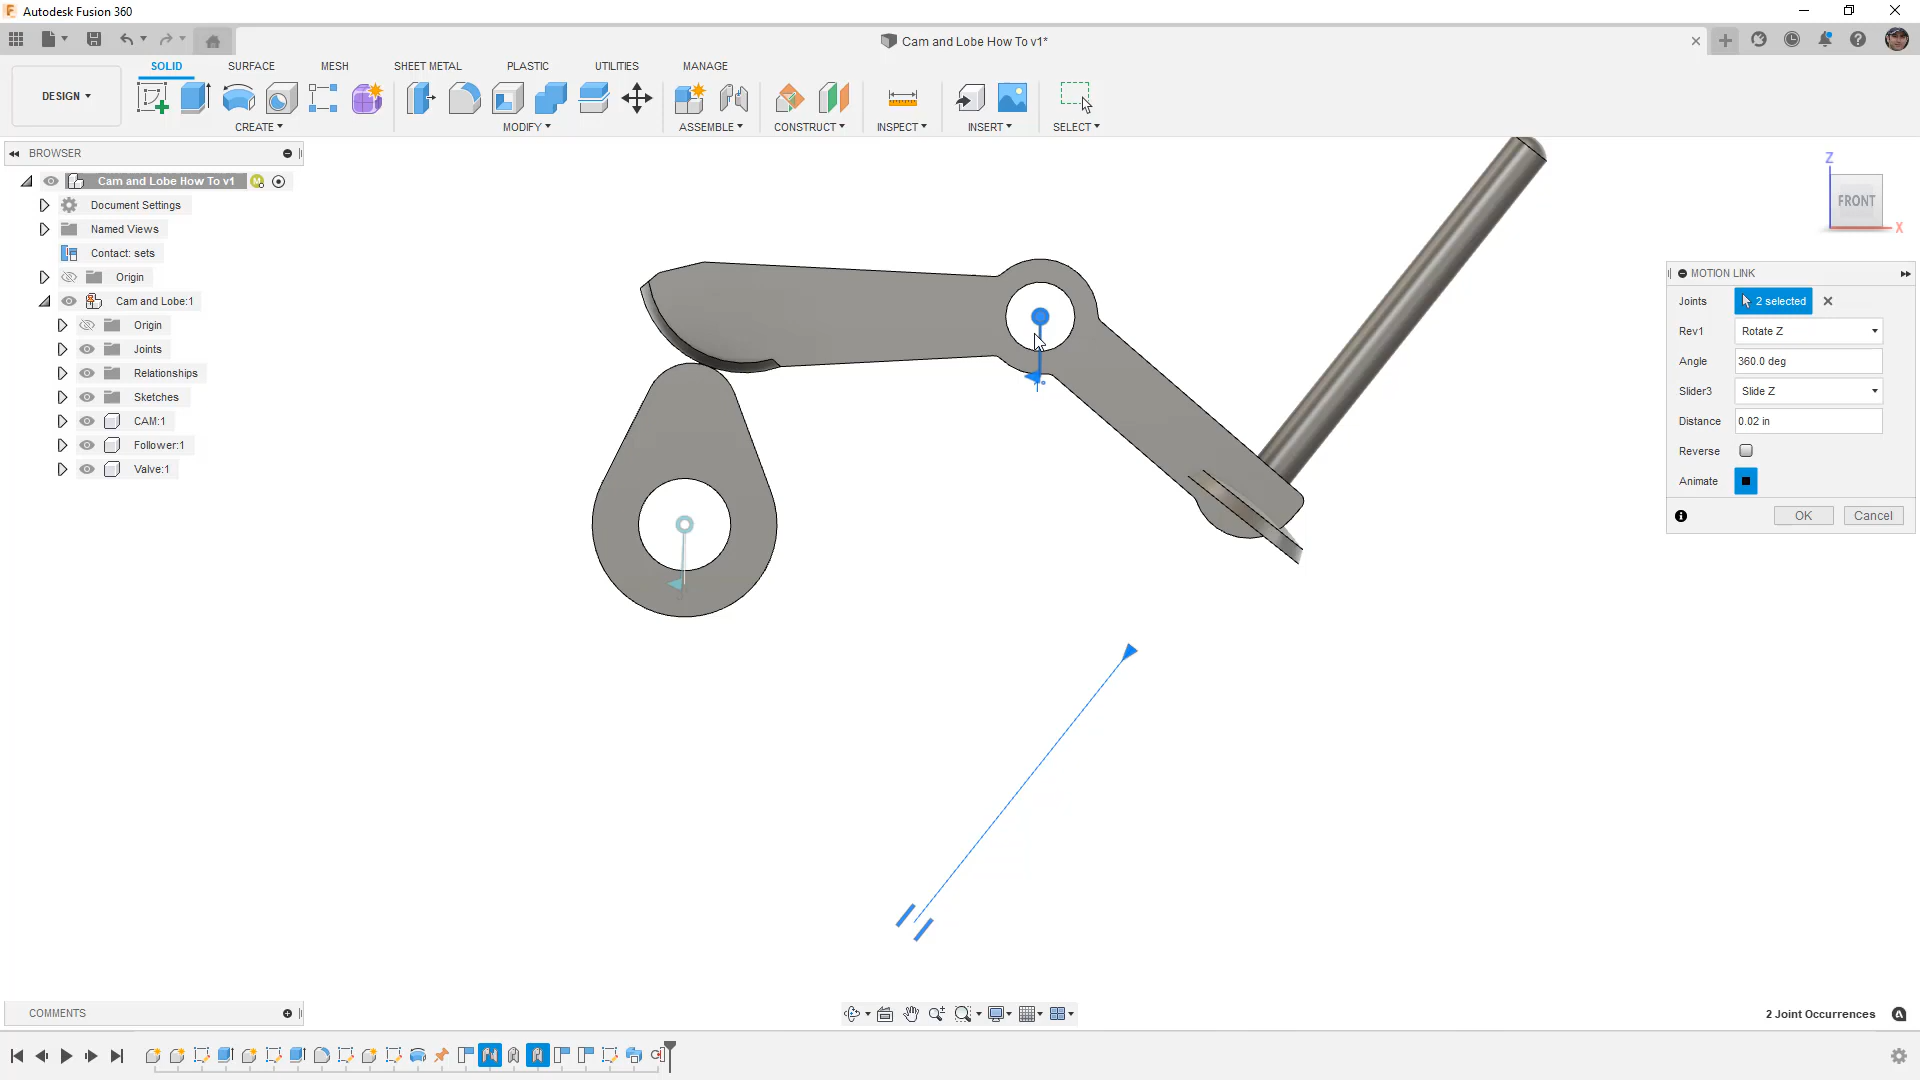 Autodesk Fusion 360
Cam and Lobe How To v1*
SOLID SURFACE MESH SHEET METAL PLASTIC UTILITIES MANAGE
DESIGN
CREATE MODIFY ASSEMBLE CONSTRUCT INSPECT INSERT SELECT
BROWSER
Cam and Lobe How To v1
Document Settings
Named Views
Contact: sets
Origin
Cam and Lobe:1
Origin
Joints
Relationships
Sketches
CAM:1
Follower:1
Valve:1
Z
FRONT
X
MOTION LINK
Joints 2 selected
Rev1 Rotate Z
Angle 360.0 deg
Slider3 Slide Z
Distance 0.02 in
Reverse
Animate
OK Cancel
COMMENTS
2 Joint Occurrences